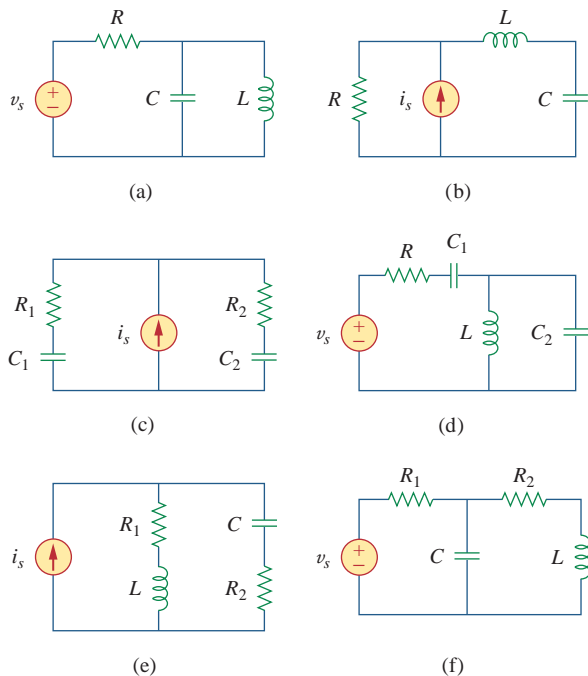 R
v_s
+
−
C
L
(a)
L
R
i_s
C
(b)
R_1
C_1
i_s
R_2
C_2
(c)
R
C_1
v_s
+
−
L
C_2
(d)
i_s
R_1
L
C
R_2
(e)
R_1
R_2
v_s
+
−
C
L
(f)